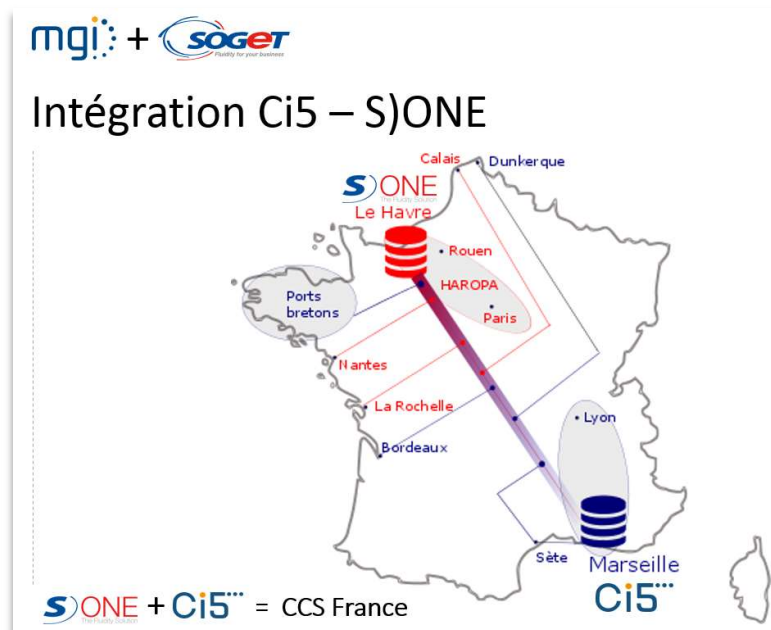 mgi + SOGET
Fluidity for your business
Intégration Ci5 – S)ONE
Calais
Dunkerque
S)ONE
The Fluidity Solution
Le Havre
Rouen
HAROPA
Ports
bretons
Paris
Nantes
La Rochelle
Lyon
Bordeaux
Sète
Marseille
Ci5
S)ONE + Ci5 = CCS France
The Fluidity Solution